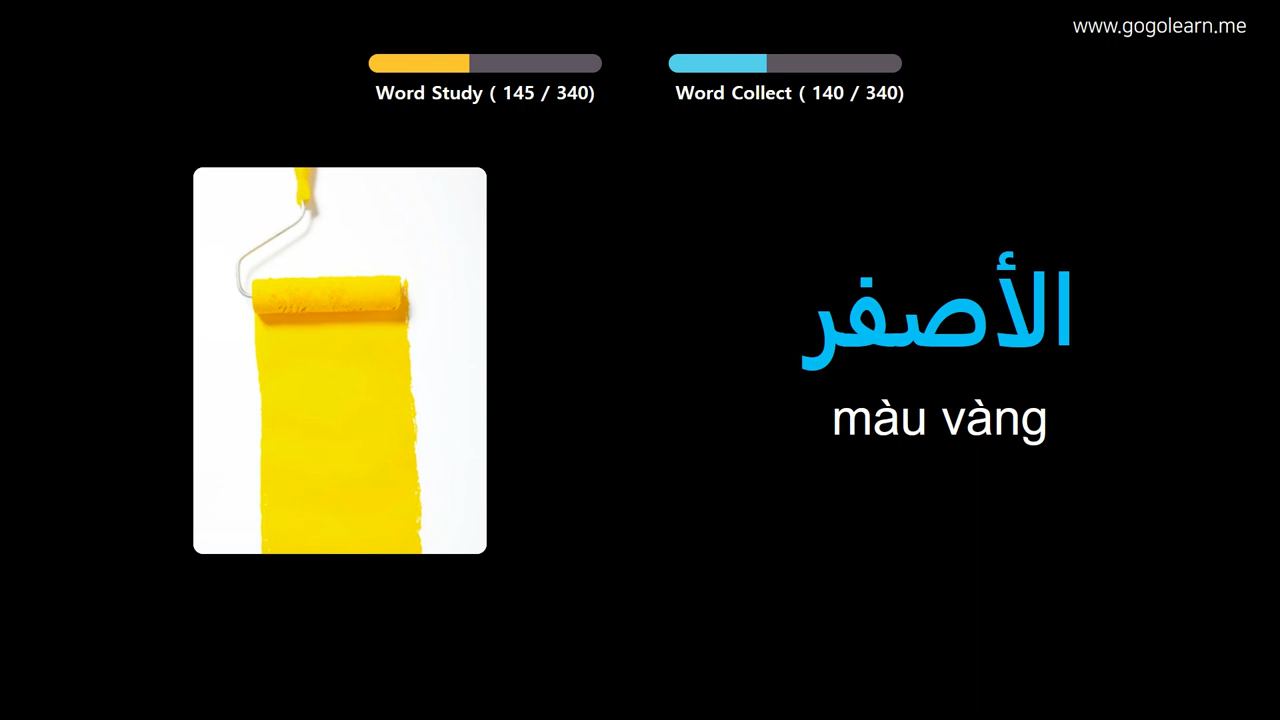 www.gogolearn.me
Word Study ( 145 / 340)
Word Collect ( 140 / 340)
الأصفر
màu vàng